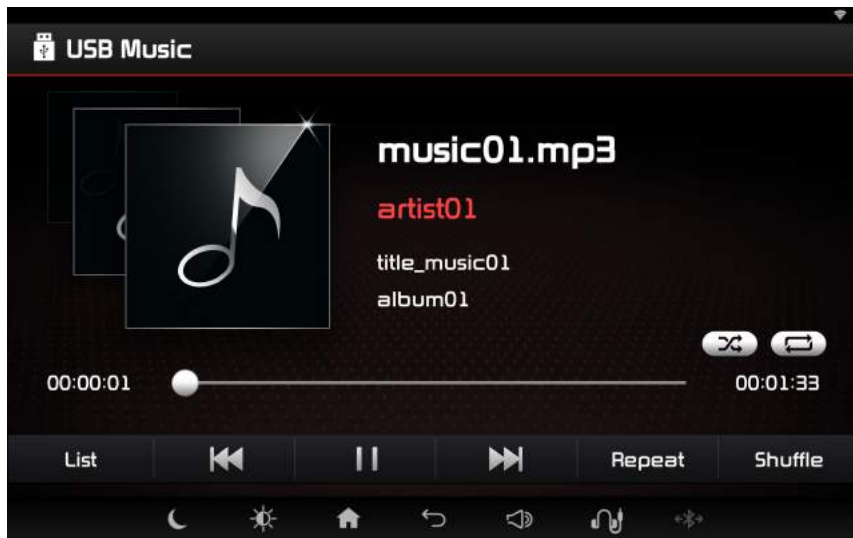 USB Music
music01.mp3
artist01
title_music01
album01
00:00:01
00:01:33
List
Repeat
Shuffle